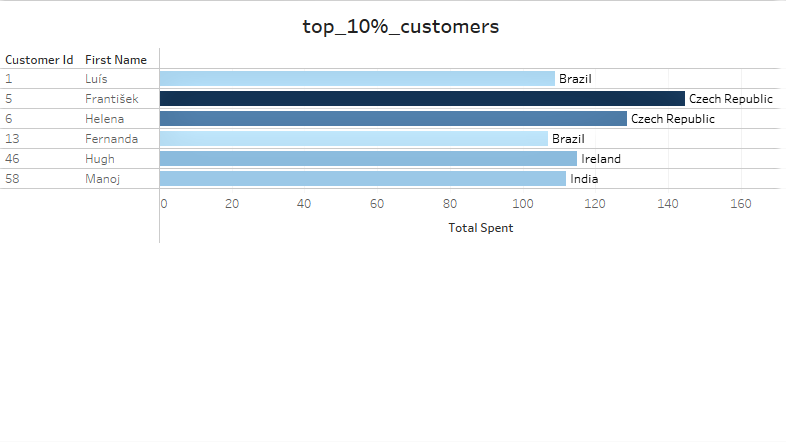 top_10%_customers
Customer Id First Name
1 Luís Brazil
5 František Czech Republic
6 Helena Czech Republic
13 Fernanda Brazil
46 Hugh Ireland
58 Manoj India
0 20 40 60 80 100 120 140 160
Total Spent